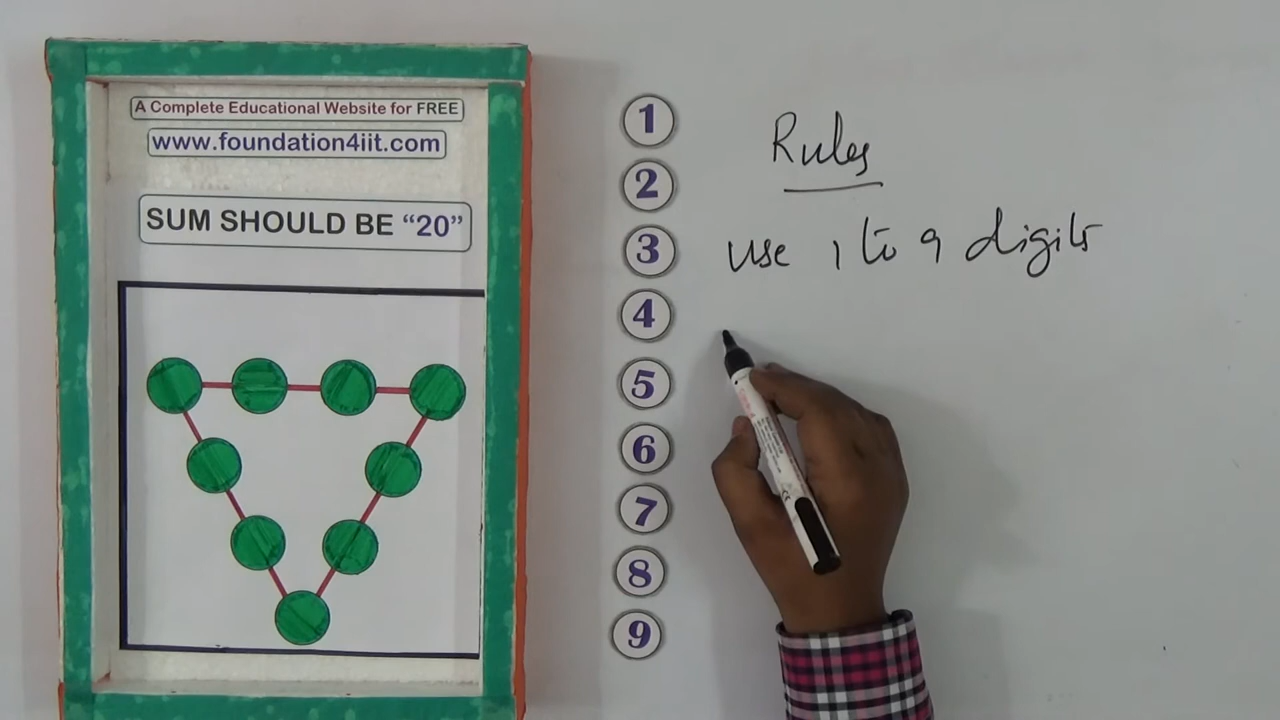 A Complete Educational Website for FREE
www.foundation4iit.com
SUM SHOULD BE “20”
1
2
3
4
5
6
7
8
9
Rules
use 1 to 9 digits